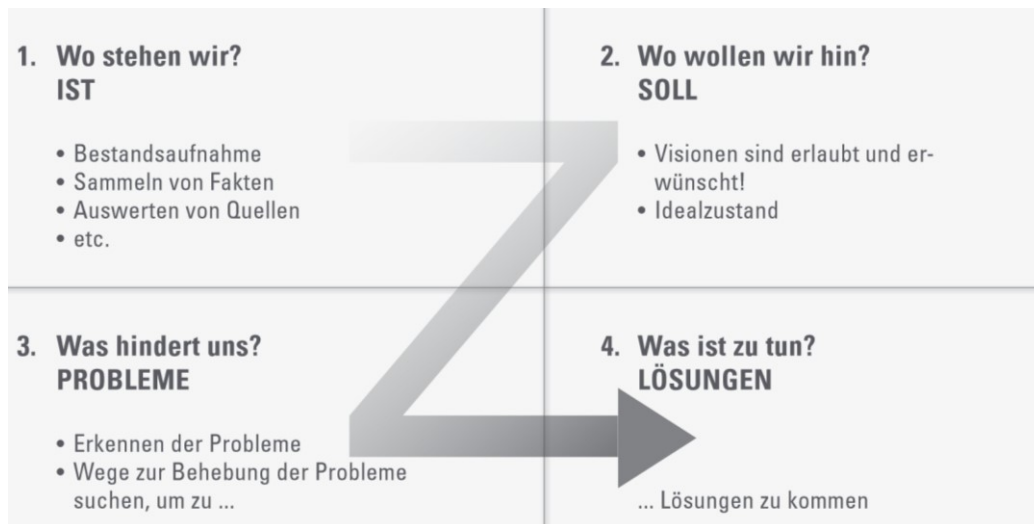 1. Wo stehen wir?
IST
• Bestandsaufnahme
• Sammeln von Fakten
• Auswerten von Quellen
• etc.
2. Wo wollen wir hin?
SOLL
• Visionen sind erlaubt und er-
wünscht!
• Idealzustand
3. Was hindert uns?
PROBLEME
• Erkennen der Probleme
• Wege zur Behebung der Probleme
suchen, um zu ...
4. Was ist zu tun?
LÖSUNGEN
... Lösungen zu kommen